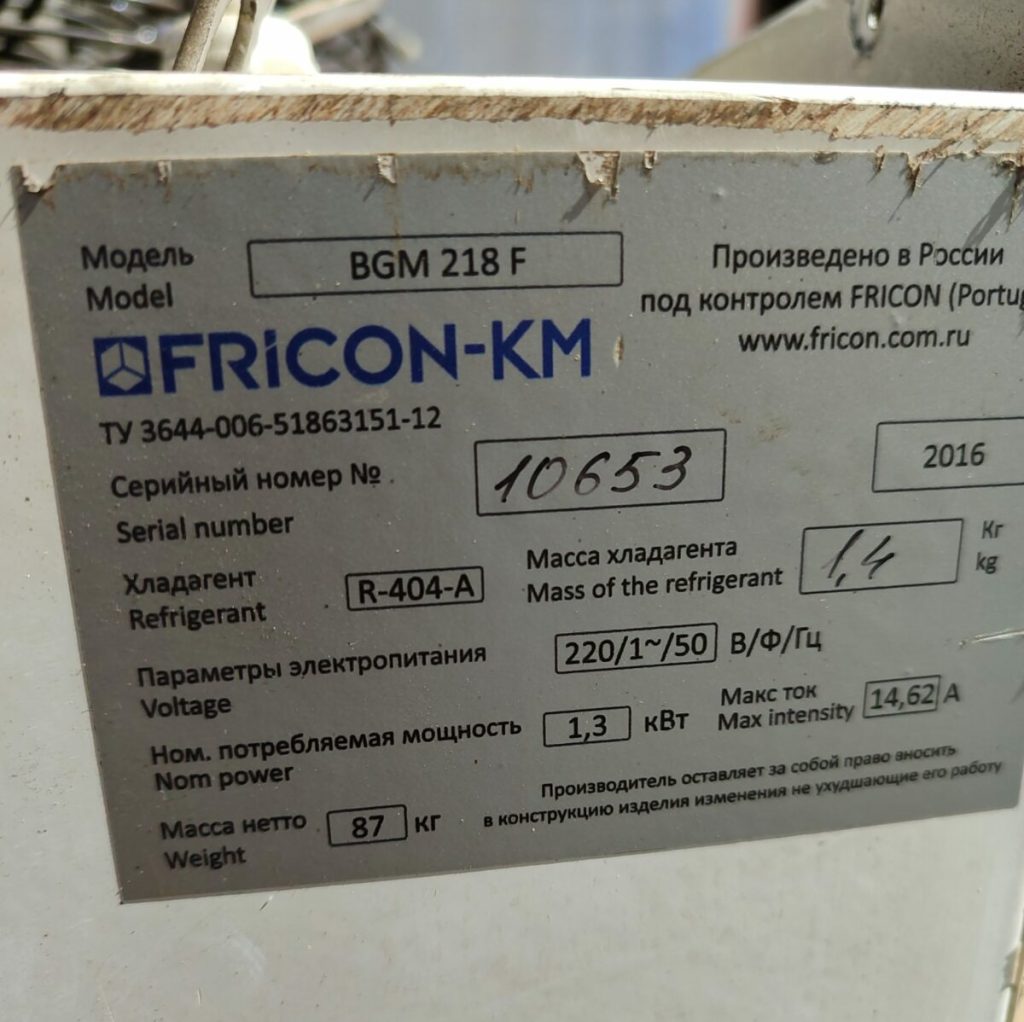 Модель
Model
BGM 218 F
Произведено в России
под контролем FRICON
www.fricon.com.ru
FRiCON-KM
ТУ 3644-006-51863151-12
Серийный номер №
Serial number
10653
2016
Хладагент
Refrigerant
R-404-A
Масса хладагента
Mass of the refrigerant
1,4
Кг
kg
Параметры электропитания
Voltage
220/1~/50 В/Ф/Гц
Ном. потребляемая мощность
Nom power
1,3 кВт
Макс ток
Max intensity
14,62 А
Масса нетто
Weight
87 кг
Производитель оставляет за собой право вносить
в конструкцию изделия изменения не ухудшающие его работу